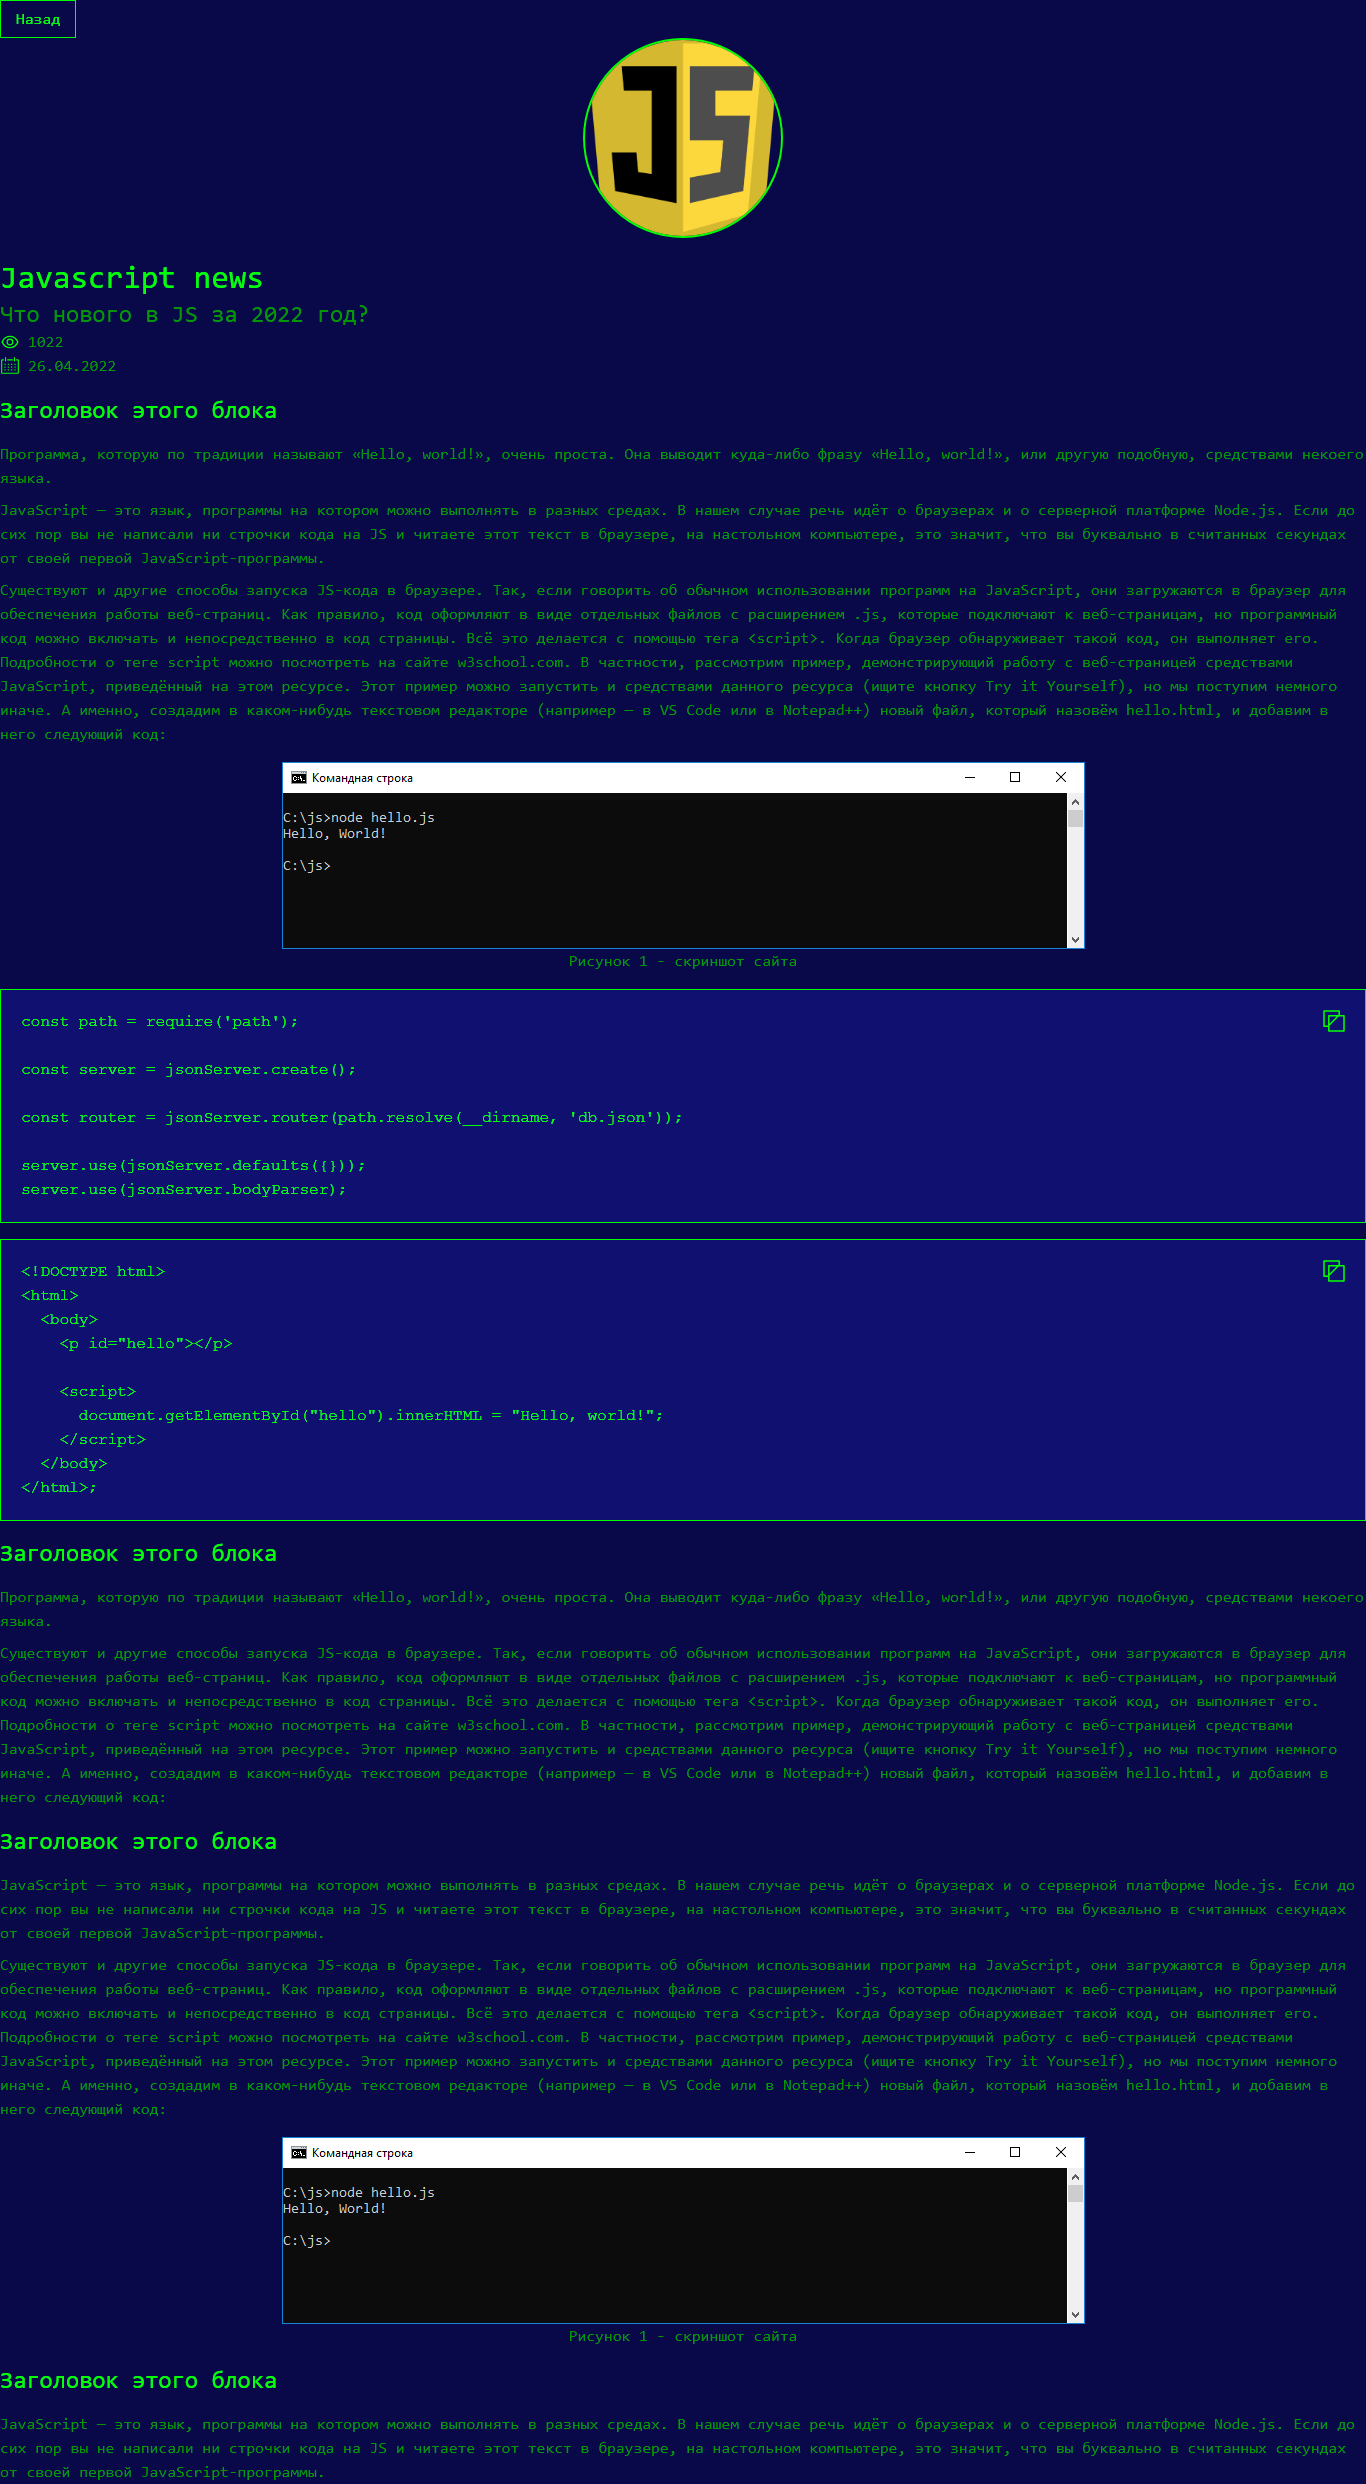 Назад
JS
Javascript news
Что нового в JS за 2022 год?
1022
26.04.2022
Заголовок этого блока
Программа, которую по традиции называют «Hello, world!», очень проста. Она выводит куда-либо фразу «Hello, world!», или другую подобную, средствами некоего
языка.
JavaScript — это язык, программы на котором можно выполнять в разных средах. В нашем случае речь идёт о браузерах и о серверной платформе Node.js. Если до
сих пор вы не написали ни строчки кода на JS и читаете этот текст в браузере, на настольном компьютере, это значит, что вы буквально в считанных секундах
от своей первой JavaScript-программы.
Существуют и другие способы запуска JS-кода в браузере. Так, если говорить об обычном использовании программ на JavaScript, они загружаются в браузер для
обеспечения работы веб-страниц. Как правило, код оформляют в виде отдельных файлов с расширением .js, которые подключают к веб-страницам, но программный
код можно включать и непосредственно в код страницы. Всё это делается с помощью тега <script>. Когда браузер обнаруживает такой код, он выполняет его.
Подробности о теге script можно посмотреть на сайте w3school.com. В частности, рассмотрим пример, демонстрирующий работу с веб-страницей средствами
JavaScript, приведённый на этом ресурсе. Этот пример можно запустить и средствами данного ресурса (ищите кнопку Try it Yourself), но мы поступим немного
иначе. А именно, создадим в каком-нибудь текстовом редакторе (например — в VS Code или в Notepad++) новый файл, который назовём hello.html, и добавим в
него следующий код:
Командная строка
C:\js>node hello.js
Hello, World!
C:\js>
Рисунок 1 - скриншот сайта
const path = require('path');
const server = jsonServer.create();
const router = jsonServer.router(path.resolve(__dirname, 'db.json'));
server.use(jsonServer.defaults({}));
server.use(jsonServer.bodyParser);
<!DOCTYPE html>
<html>
  <body>
    <p id="hello"></p>
    <script>
      document.getElementById("hello").innerHTML = "Hello, world!";
    </script>
  </body>
</html>;
Заголовок этого блока
Программа, которую по традиции называют «Hello, world!», очень проста. Она выводит куда-либо фразу «Hello, world!», или другую подобную, средствами некоего
языка.
Существуют и другие способы запуска JS-кода в браузере. Так, если говорить об обычном использовании программ на JavaScript, они загружаются в браузер для
обеспечения работы веб-страниц. Как правило, код оформляют в виде отдельных файлов с расширением .js, которые подключают к веб-страницам, но программный
код можно включать и непосредственно в код страницы. Всё это делается с помощью тега <script>. Когда браузер обнаруживает такой код, он выполняет его.
Подробности о теге script можно посмотреть на сайте w3school.com. В частности, рассмотрим пример, демонстрирующий работу с веб-страницей средствами
JavaScript, приведённый на этом ресурсе. Этот пример можно запустить и средствами данного ресурса (ищите кнопку Try it Yourself), но мы поступим немного
иначе. А именно, создадим в каком-нибудь текстовом редакторе (например — в VS Code или в Notepad++) новый файл, который назовём hello.html, и добавим в
него следующий код:
Заголовок этого блока
JavaScript — это язык, программы на котором можно выполнять в разных средах. В нашем случае речь идёт о браузерах и о серверной платформе Node.js. Если до
сих пор вы не написали ни строчки кода на JS и читаете этот текст в браузере, на настольном компьютере, это значит, что вы буквально в считанных секундах
от своей первой JavaScript-программы.
Существуют и другие способы запуска JS-кода в браузере. Так, если говорить об обычном использовании программ на JavaScript, они загружаются в браузер для
обеспечения работы веб-страниц. Как правило, код оформляют в виде отдельных файлов с расширением .js, которые подключают к веб-страницам, но программный
код можно включать и непосредственно в код страницы. Всё это делается с помощью тега <script>. Когда браузер обнаруживает такой код, он выполняет его.
Подробности о теге script можно посмотреть на сайте w3school.com. В частности, рассмотрим пример, демонстрирующий работу с веб-страницей средствами
JavaScript, приведённый на этом ресурсе. Этот пример можно запустить и средствами данного ресурса (ищите кнопку Try it Yourself), но мы поступим немного
иначе. А именно, создадим в каком-нибудь текстовом редакторе (например — в VS Code или в Notepad++) новый файл, который назовём hello.html, и добавим в
него следующий код:
Командная строка
C:\js>node hello.js
Hello, World!
C:\js>
Рисунок 1 - скриншот сайта
Заголовок этого блока
JavaScript — это язык, программы на котором можно выполнять в разных средах. В нашем случае речь идёт о браузерах и о серверной платформе Node.js. Если до
сих пор вы не написали ни строчки кода на JS и читаете этот текст в браузере, на настольном компьютере, это значит, что вы буквально в считанных секундах
от своей первой JavaScript-программы.